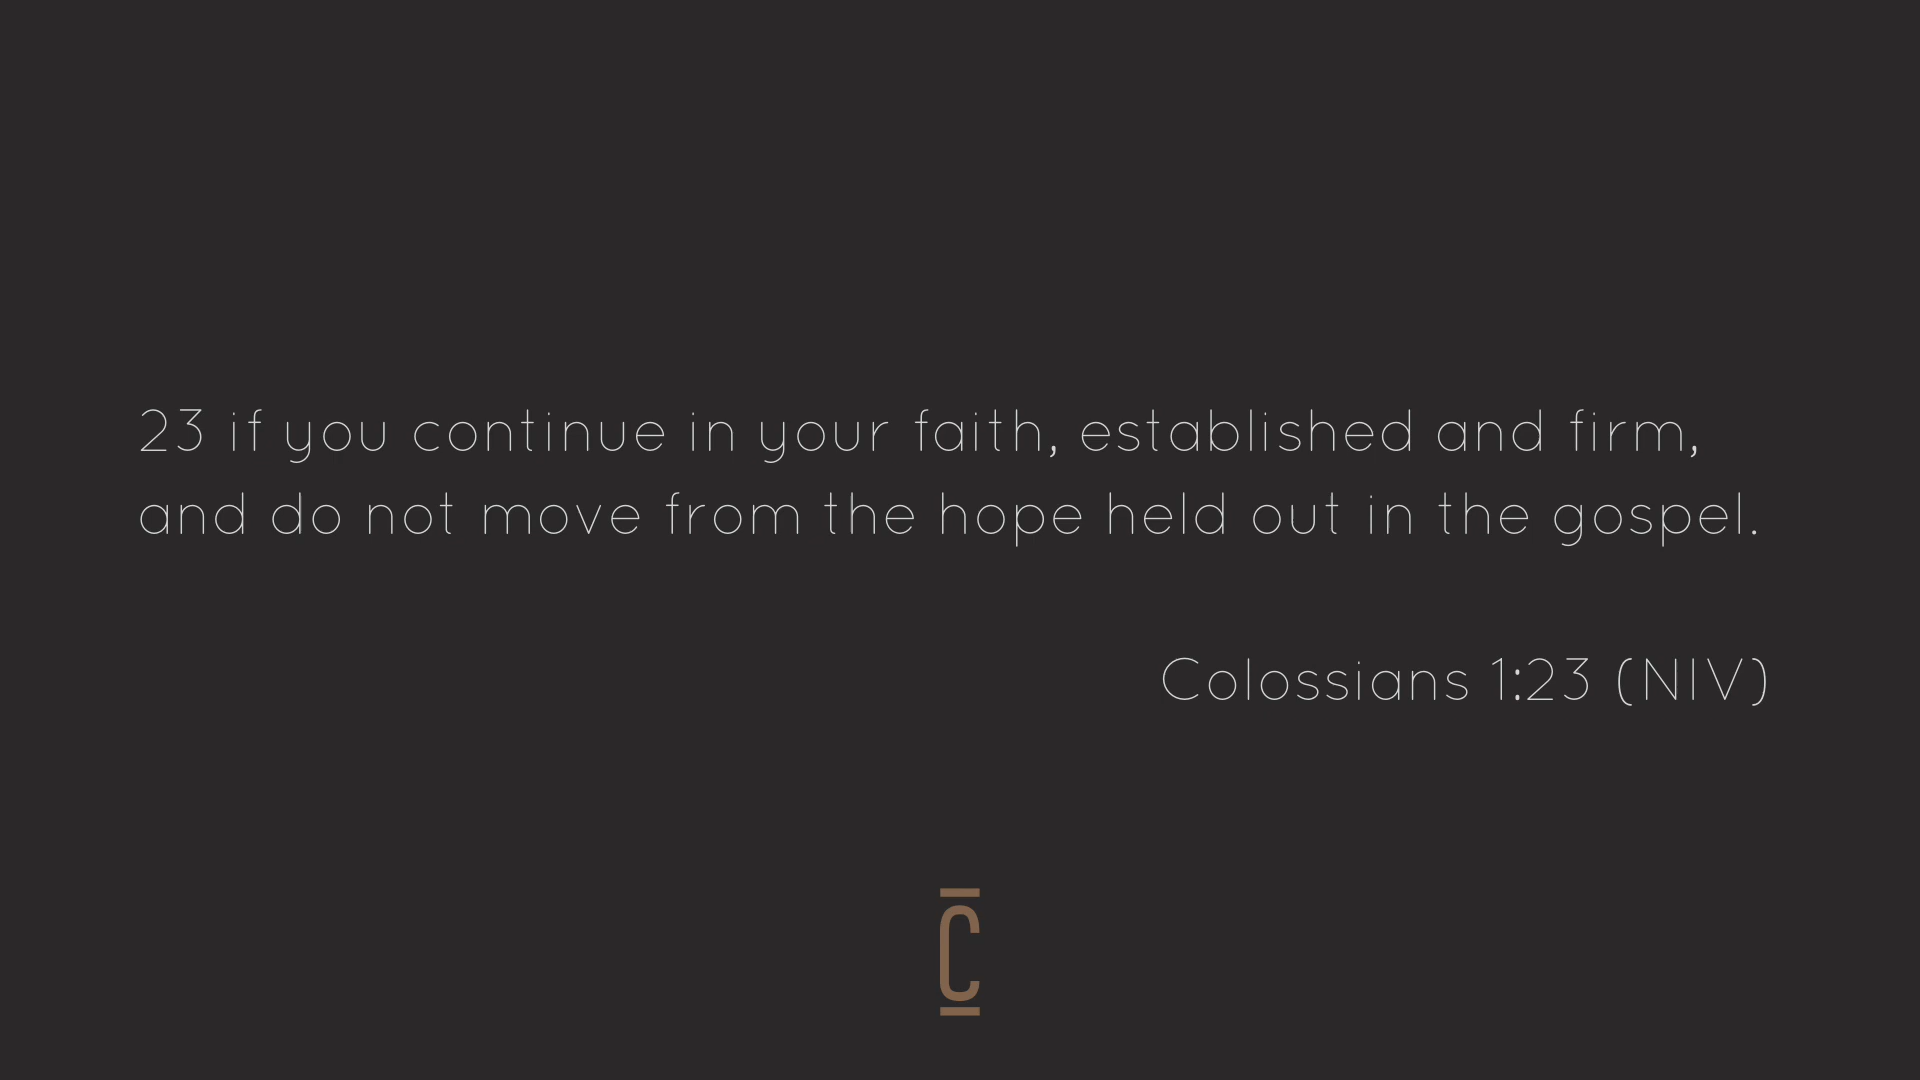 23 if you continue in your faith, established and firm,
and do not move from the hope held out in the gospel.
Colossians 1:23 (NIV)
C